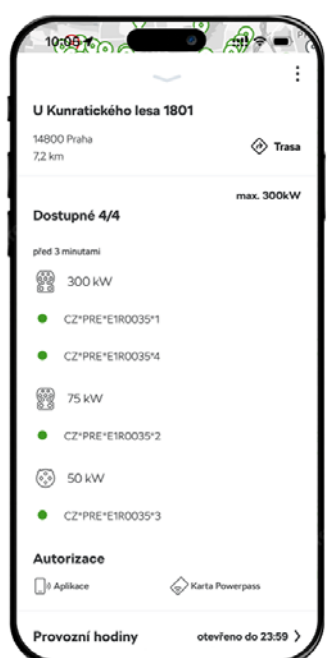 10:06
U Kunratického lesa 1801
14800 Praha
7,2 km
Trasa
max. 300kW
Dostupné 4/4
před 3 minutami
300 kW
CZ*PRE*E1R0035*1
CZ*PRE*E1R0035*4
75 kW
CZ*PRE*E1R0035*2
50 kW
CZ*PRE*E1R0035*3
Autorizace
Aplikace
Karta Powerpass
Provozní hodiny
otevřeno do 23:59